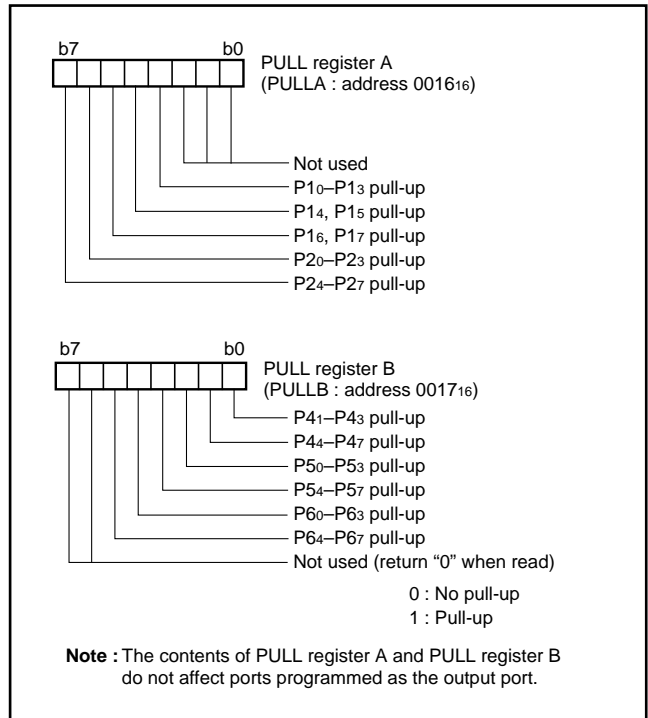 b7 b0
PULL register A
(PULLA : address 0016₁₆)
Not used
P1₀–P1₃ pull-up
P1₄, P1₅ pull-up
P1₆, P1₇ pull-up
P2₀–P2₃ pull-up
P2₄–P2₇ pull-up
b7 b0
PULL register B
(PULLB : address 0017₁₆)
P4₁–P4₃ pull-up
P4₄–P4₇ pull-up
P5₀–P5₃ pull-up
P5₄–P5₇ pull-up
P6₀–P6₃ pull-up
P6₄–P6₇ pull-up
Not used (return “0” when read)
0 : No pull-up
1 : Pull-up
Note : The contents of PULL register A and PULL register B
do not affect ports programmed as the output port.